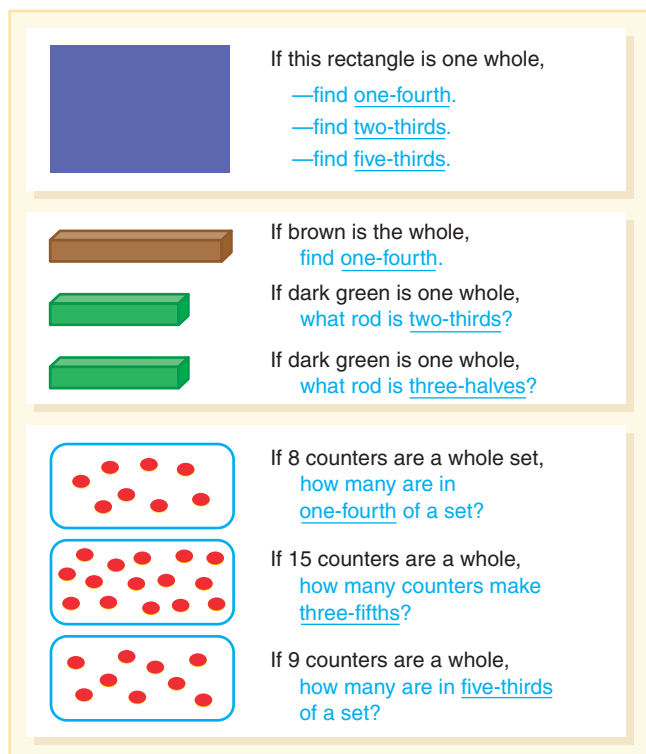 If this rectangle is one whole,
—find one-fourth.
—find two-thirds.
—find five-thirds.
If brown is the whole,
find one-fourth.
If dark green is one whole,
what rod is two-thirds?
If dark green is one whole,
what rod is three-halves?
If 8 counters are a whole set,
how many are in
one-fourth of a set?
If 15 counters are a whole,
how many counters make
three-fifths?
If 9 counters are a whole,
how many are in five-thirds
of a set?